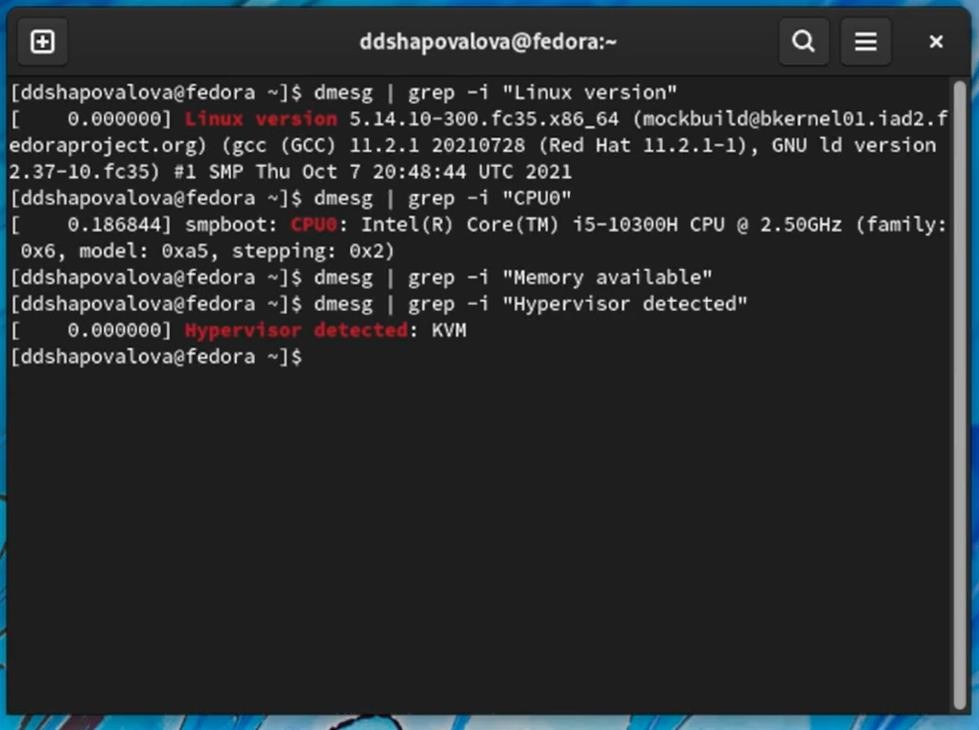 ddshapovalova@fedora:~
[ddshapovalova@fedora ~]$ dmesg | grep -i "Linux version"
[    0.000000] Linux version 5.14.10-300.fc35.x86_64 (mockbuild@bkernel01.iad2.f
edoraproject.org) (gcc (GCC) 11.2.1 20210728 (Red Hat 11.2.1-1), GNU ld version
2.37-10.fc35) #1 SMP Thu Oct 7 20:48:44 UTC 2021
[ddshapovalova@fedora ~]$ dmesg | grep -i "CPU0"
[    0.186844] smpboot: CPU0: Intel(R) Core(TM) i5-10300H CPU @ 2.50GHz (family:
 0x6, model: 0xa5, stepping: 0x2)
[ddshapovalova@fedora ~]$ dmesg | grep -i "Memory available"
[ddshapovalova@fedora ~]$ dmesg | grep -i "Hypervisor detected"
[    0.000000] Hypervisor detected: KVM
[ddshapovalova@fedora ~]$